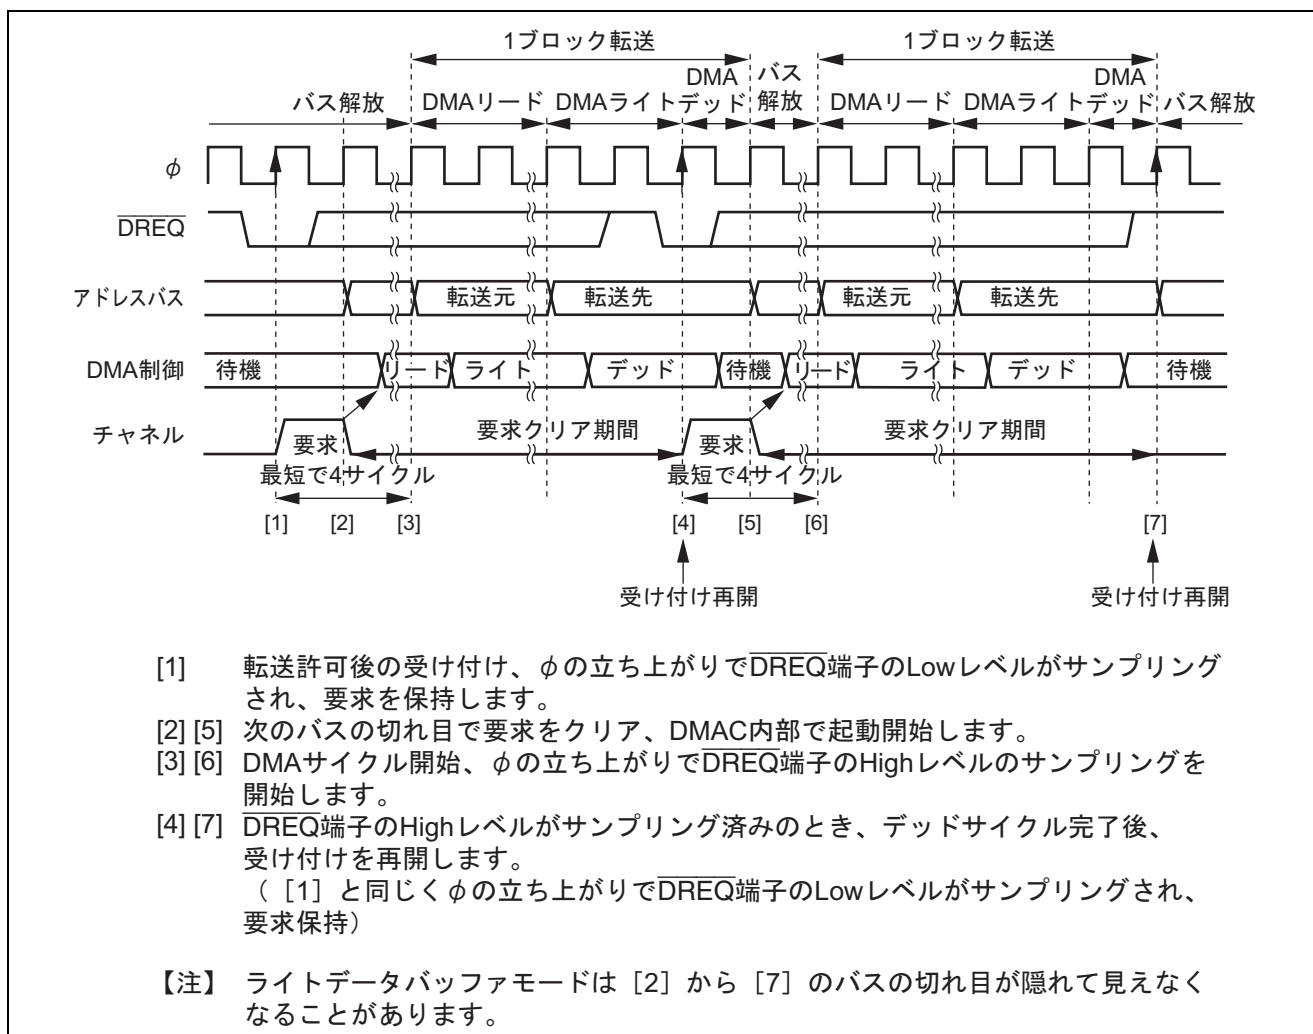 1ブロック転送 1ブロック転送
DMA バス DMA
バス解放 DMAリード DMAライト デッド 解放 DMAリード DMAライト デッド バス解放
φ
DREQ
アドレスバス 転送元 転送先 転送元 転送先
DMA制御 待機 リード ライト デッド 待機 リード ライト デッド 待機
チャネル 要求 要求クリア期間 要求 要求クリア期間
最短で4サイクル 最短で4サイクル
[1] [2] [3] [4] [5] [6] [7]
受け付け再開 受け付け再開
[1] 転送許可後の受け付け、φの立ち上がりでDREQ端子のLowレベルがサンプリング
され、要求を保持します。
[2] [5] 次のバスの切れ目で要求をクリア、DMAC内部で起動開始します。
[3] [6] DMAサイクル開始、φの立ち上がりでDREQ端子のHighレベルのサンプリングを
開始します。
[4] [7] DREQ端子のHighレベルがサンプリング済みのとき、デッドサイクル完了後、
受け付けを再開します。
（［1］と同じくφの立ち上がりでDREQ端子のLowレベルがサンプリングされ、
要求保持）
【注】 ライトデータバッファモードは［2］から［7］のバスの切れ目が隠れて見えなく
なることがあります。